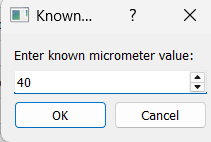 Known... ?
Enter known micrometer value:
40
OK Cancel